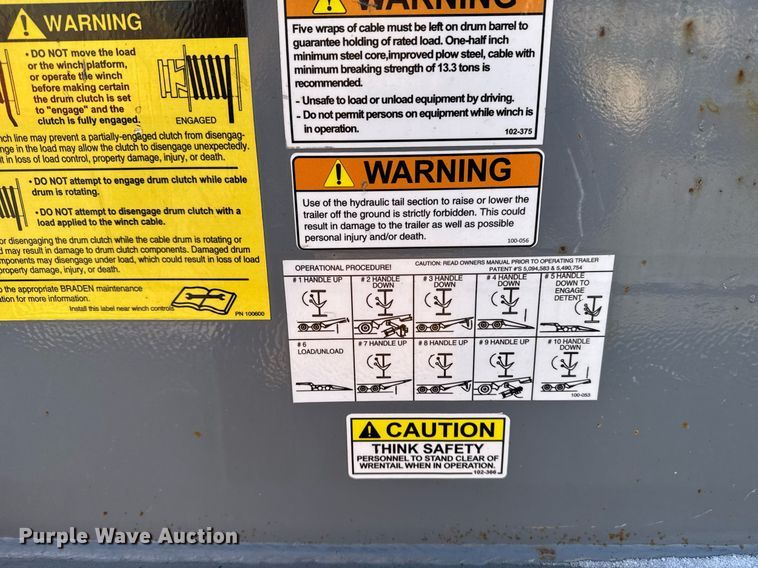 WARNING
• DO NOT move the load
or the winch platform,
or operate the winch
before making certain
the drum clutch is set
to "engage" and the
clutch is fully engaged.
ENGAGED
line may prevent a partially-engaged clutch from disengag-
in the load may allow the clutch to disengage unexpectedly.
in loss of load control, property damage, injury, or death.
• DO NOT attempt to engage drum clutch while cable
drum is rotating.
• DO NOT attempt to disengage drum clutch with a
load applied to the winch cable.
or disengaging the drum clutch while the cable drum is rotating or
may result in damage to drum clutch components. Damaged drum
may disengage under load, which could result in loss of load
property damage, injury, or death.
the appropriate BRADEN maintenance
for more information.
Install this label near winch controls
PN 100600
WARNING
Five wraps of cable must be left on drum barrel to
guarantee holding of rated load. One-half inch
minimum steel core,improved plow steel, cable with
minimum breaking strength of 13.3 tons is
recommended.
- Unsafe to load or unload equipment by driving.
- Do not permit persons on equipment while winch is
in operation.
102-375
WARNING
Use of the hydraulic tail section to raise or lower the
trailer off the ground is strictly forbidden. This could
result in damage to the trailer as well as possible
personal injury and/or death.
100-056
OPERATIONAL PROCEDURE!
CAUTION: READ OWNERS MANUAL PRIOR TO OPERATING TRAILER
PATENT #'S 5,094,583 & 5,490,754
# 1 HANDLE UP
# 2 HANDLE
DOWN
# 3 HANDLE
DOWN
# 4 HANDLE
DOWN
# 5 HANDLE
DOWN TO
ENGAGE
DETENT
# 6
LOAD/UNLOAD
# 7 HANDLE UP
# 8 HANDLE UP
# 9 HANDLE UP
# 10 HANDLE
DOWN
100-053
CAUTION
THINK SAFETY
PERSONNEL TO STAND CLEAR OF
WRENTAIL WHEN IN OPERATION.
102-366
Purple Wave Auction